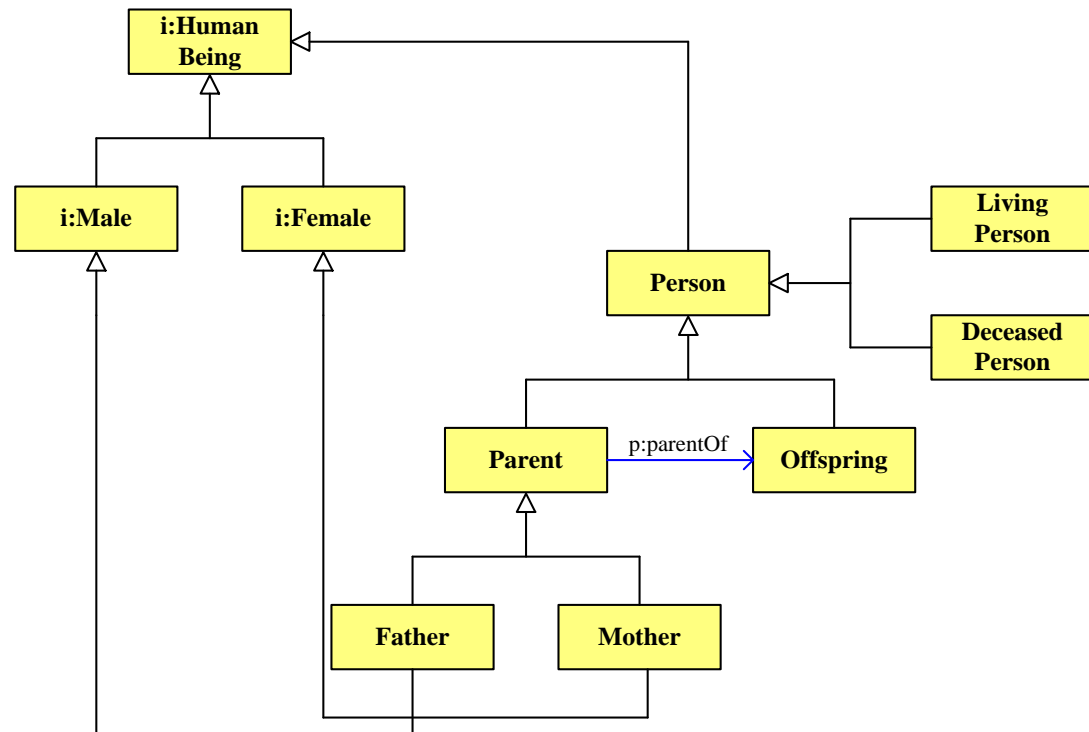 i:Human
Being
i:Male
i:Female
Living
Person
Person
Deceased
Person
p:parentOf
Parent
Offspring
Father
Mother